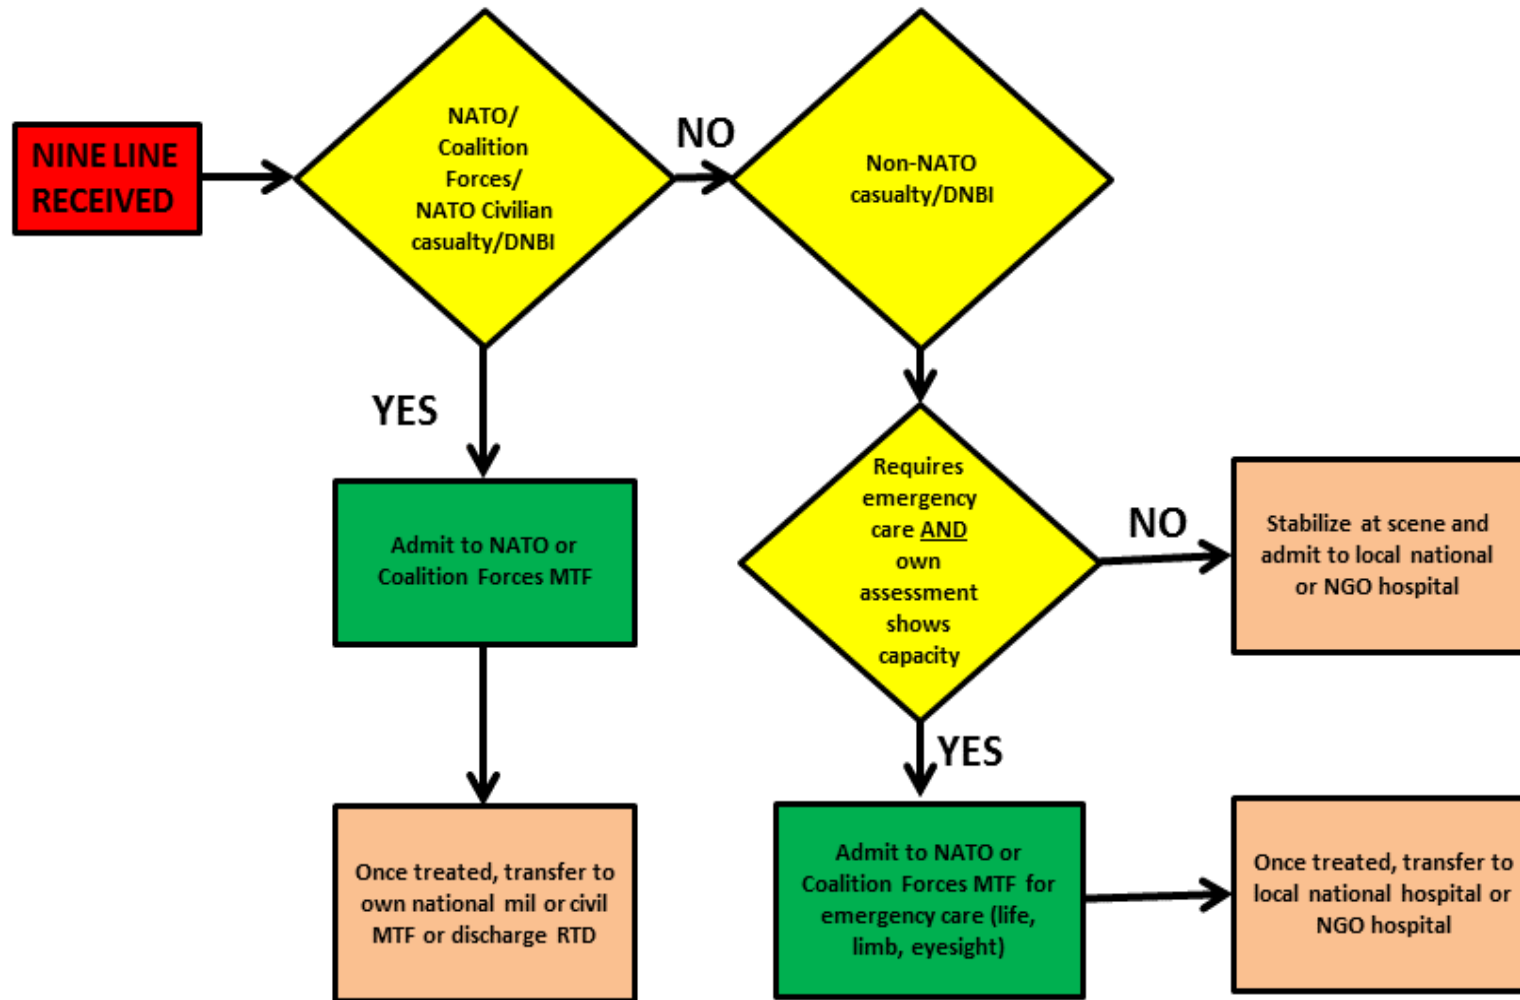 NINE LINE
RECEIVED
NATO/
Coalition
Forces/
NATO Civilian
casualty/DNBI
NO
Non-NATO
casualty/DNBI
YES
Admit to NATO or
Coalition Forces MTF
Once treated, transfer to
own national mil or civil
MTF or discharge RTD
Requires
emergency
care AND
own
assessment
shows
capacity
NO
Stabilize at scene and
admit to local national
or NGO hospital
YES
Admit to NATO or
Coalition Forces MTF for
emergency care (life,
limb, eyesight)
Once treated, transfer to
local national hospital or
NGO hospital